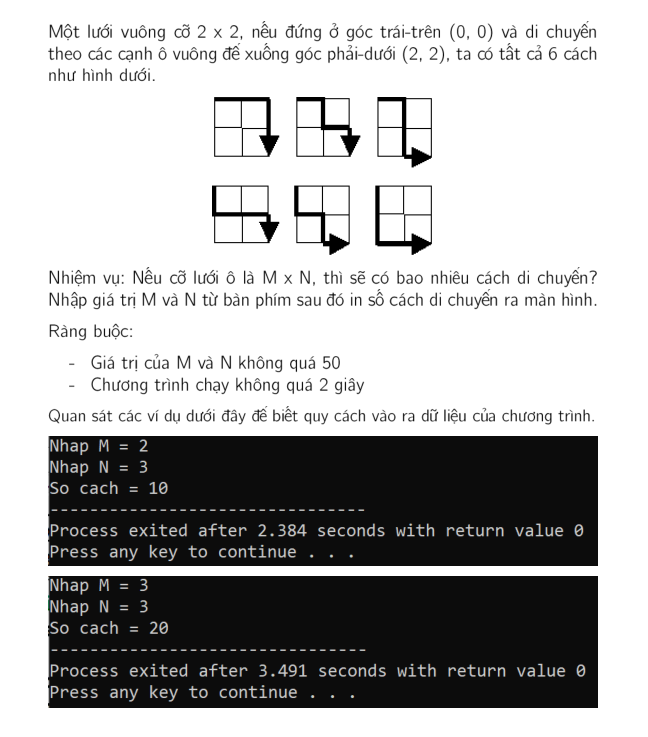 Một lưới vuông cỡ 2 x 2, nếu đứng ở góc trái-trên (0, 0) và di chuyển
theo các cạnh ô vuông để xuống góc phải-dưới (2, 2), ta có tất cả 6 cách
như hình dưới.
Nhiệm vụ: Nếu cỡ lưới ô là M x N, thì sẽ có bao nhiêu cách di chuyển?
Nhập giá trị M và N từ bàn phím sau đó in số cách di chuyển ra màn hình.
Ràng buộc:
- Giá trị của M và N không quá 50
- Chương trình chạy không quá 2 giây
Quan sát các ví dụ dưới đây để biết quy cách vào ra dữ liệu của chương trình.
Nhap M = 2
Nhap N = 3
So cach = 10
--------------------------------
Process exited after 2.384 seconds with return value 0
Press any key to continue . . .
Nhap M = 3
Nhap N = 3
So cach = 20
--------------------------------
Process exited after 3.491 seconds with return value 0
Press any key to continue . . .